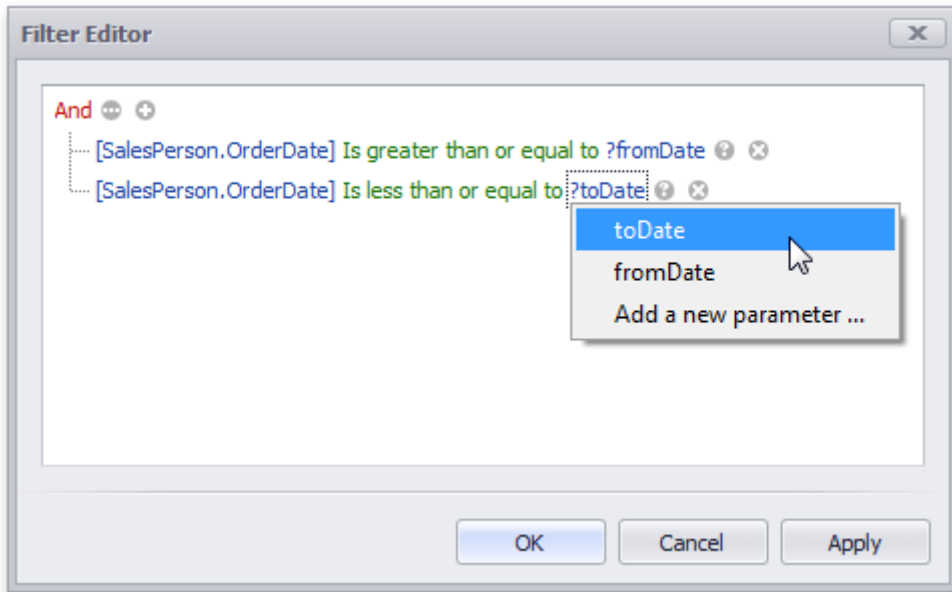 Filter Editor
And
[SalesPerson.OrderDate] Is greater than or equal to ?fromDate
[SalesPerson.OrderDate] Is less than or equal to ?toDate
toDate
fromDate
Add a new parameter ...
OK Cancel Apply